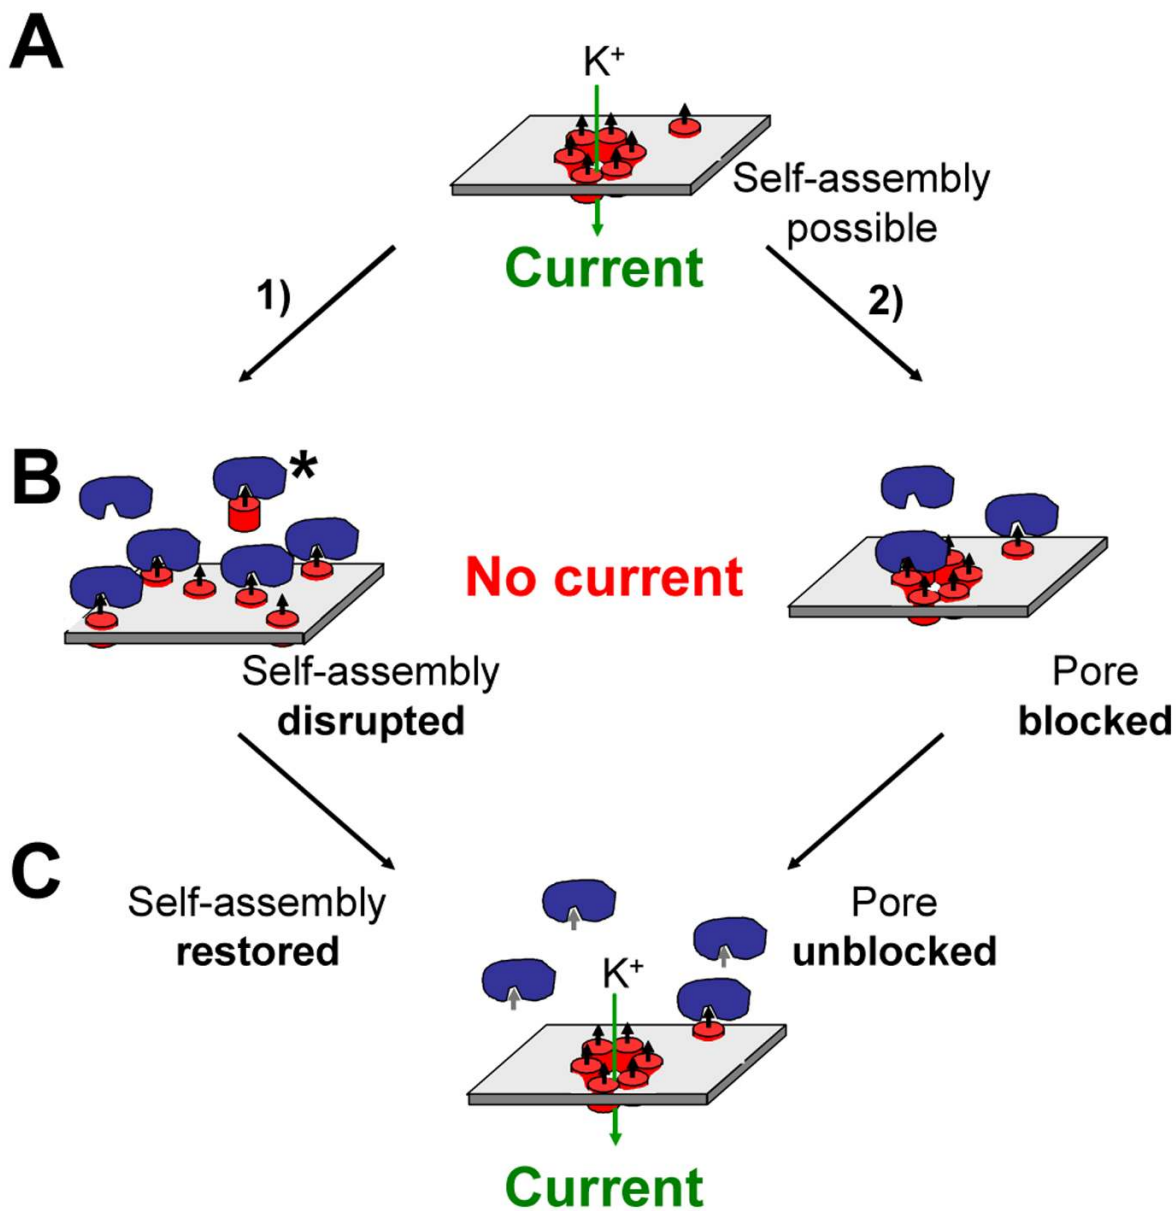 A
K⁺
Self-assembly
possible
Current
1)
2)
B
*
No current
Self-assembly
disrupted
Pore
blocked
C
Self-assembly
restored
Pore
unblocked
K⁺
Current